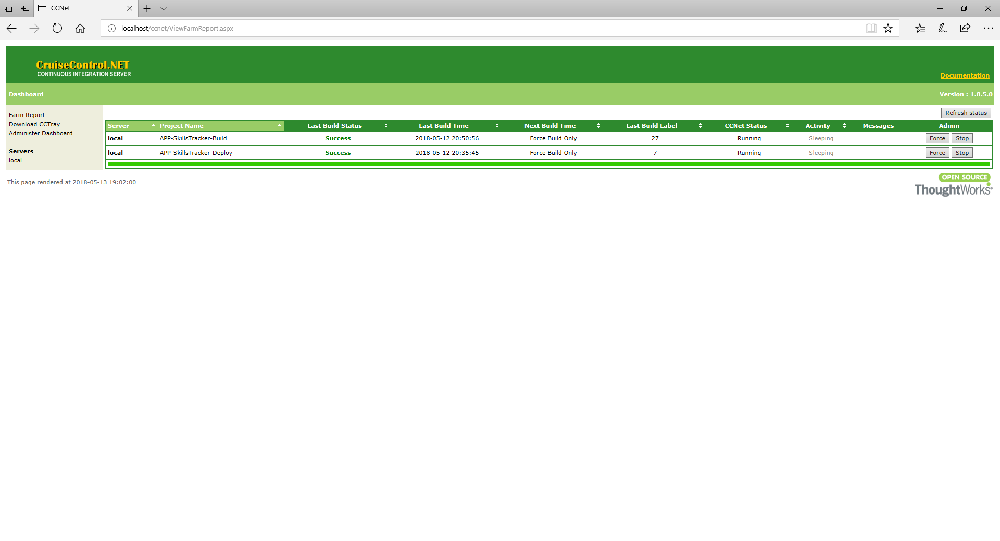 CCNet
localhost/ccnet/ViewFarmReport.aspx
CruiseControl.NET
CONTINUOUS INTEGRATION SERVER
Documentation
Dashboard Version : 1.8.5.0
Farm Report
Download CCTray
Administer Dashboard
Servers
local
Refresh status
Server Project Name Last Build Status Last Build Time Next Build Time Last Build Label CCNet Status Activity Messages Admin
local APP-SkillsTracker-Build Success 2018-05-12 20:50:56 Force Build Only 27 Running Sleeping Force Stop
local APP-SkillsTracker-Deploy Success 2018-05-12 20:35:45 Force Build Only 7 Running Sleeping Force Stop
This page rendered at 2018-05-13 19:02:00
OPEN SOURCE
ThoughtWorks®